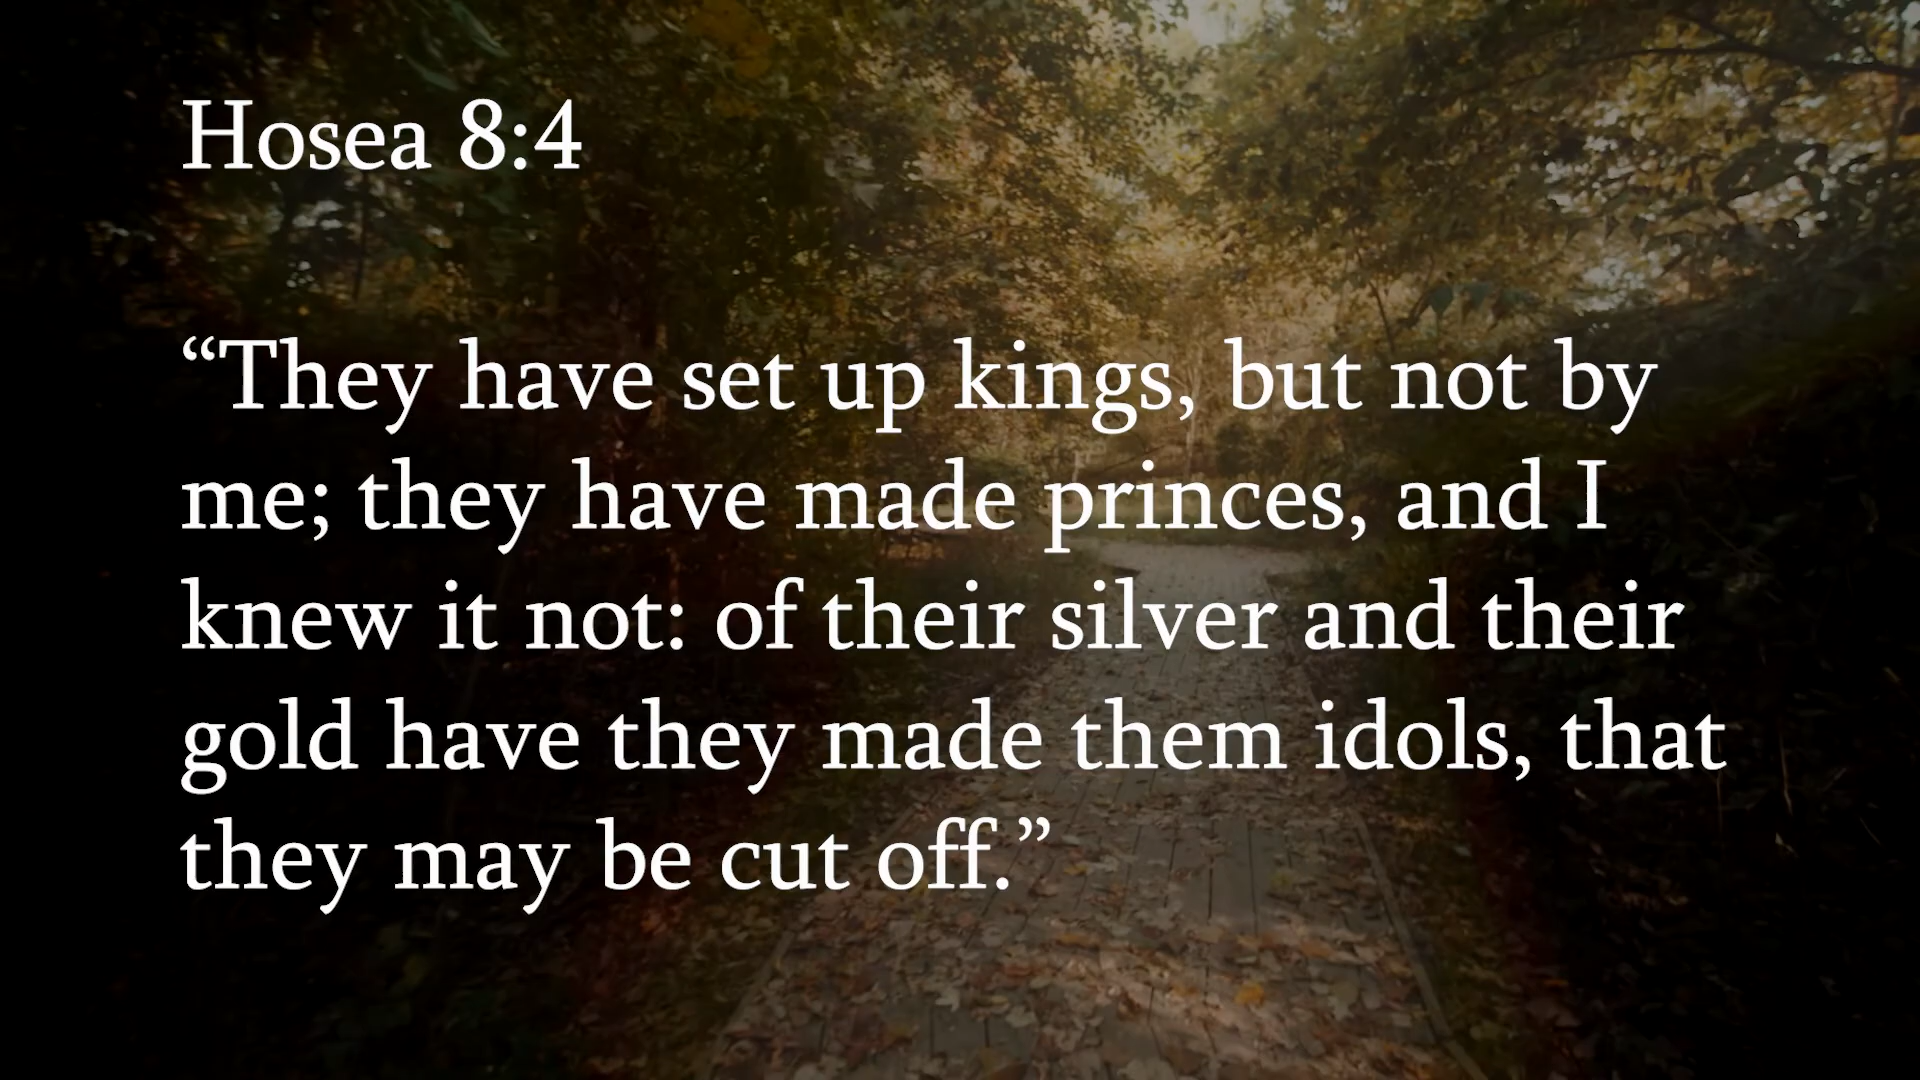 Hosea 8:4
“They have set up kings, but not by
me; they have made princes, and I
knew it not: of their silver and their
gold have they made them idols, that
they may be cut off.”